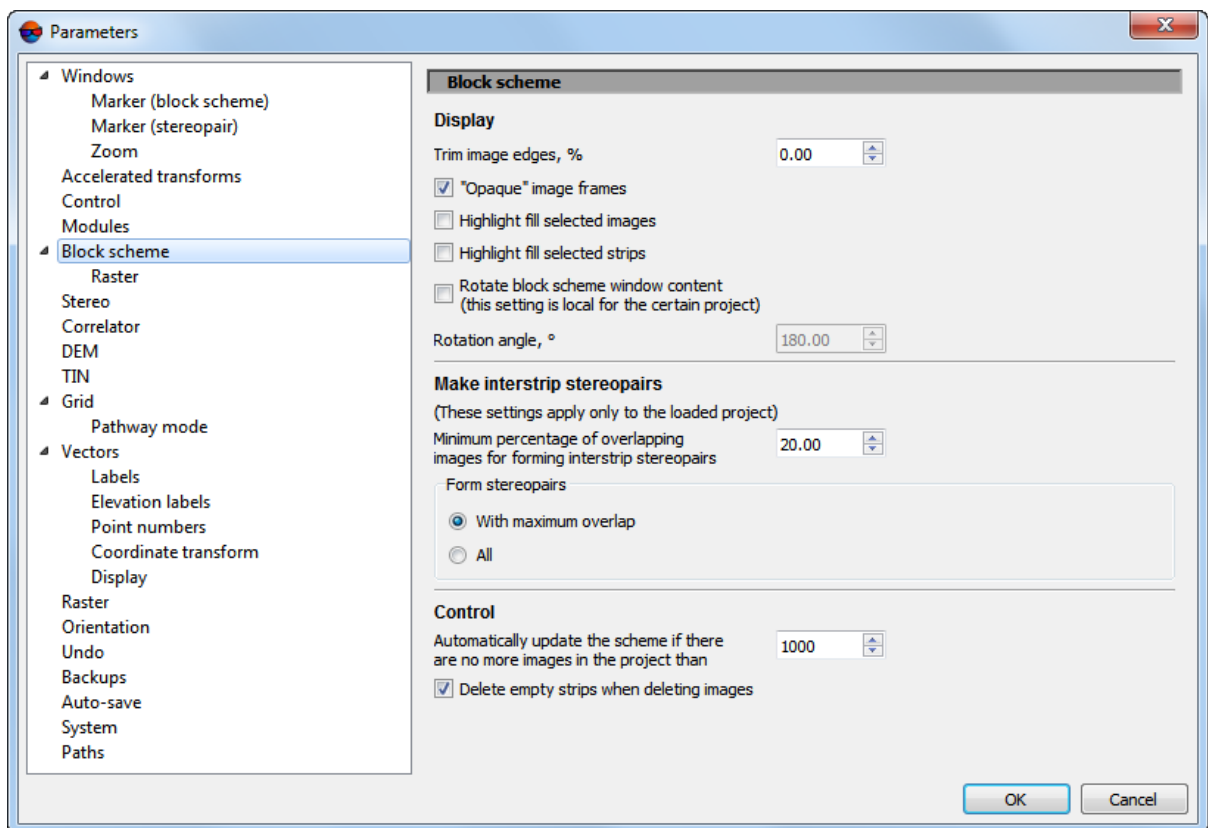 Parameters
Windows
Marker (block scheme)
Marker (stereopair)
Zoom
Accelerated transforms
Control
Modules
Block scheme
Raster
Stereo
Correlator
DEM
TIN
Grid
Pathway mode
Vectors
Labels
Elevation labels
Point numbers
Coordinate transform
Display
Raster
Orientation
Undo
Backups
Auto-save
System
Paths
Block scheme
Display
Trim image edges, % 0.00
"Opaque" image frames
Highlight fill selected images
Highlight fill selected strips
Rotate block scheme window content
(this setting is local for the certain project)
Rotation angle, ° 180.00
Make interstrip stereopairs
(These settings apply only to the loaded project)
Minimum percentage of overlapping
images for forming interstrip stereopairs 20.00
Form stereopairs
With maximum overlap
All
Control
Automatically update the scheme if there
are no more images in the project than 1000
Delete empty strips when deleting images
OK Cancel